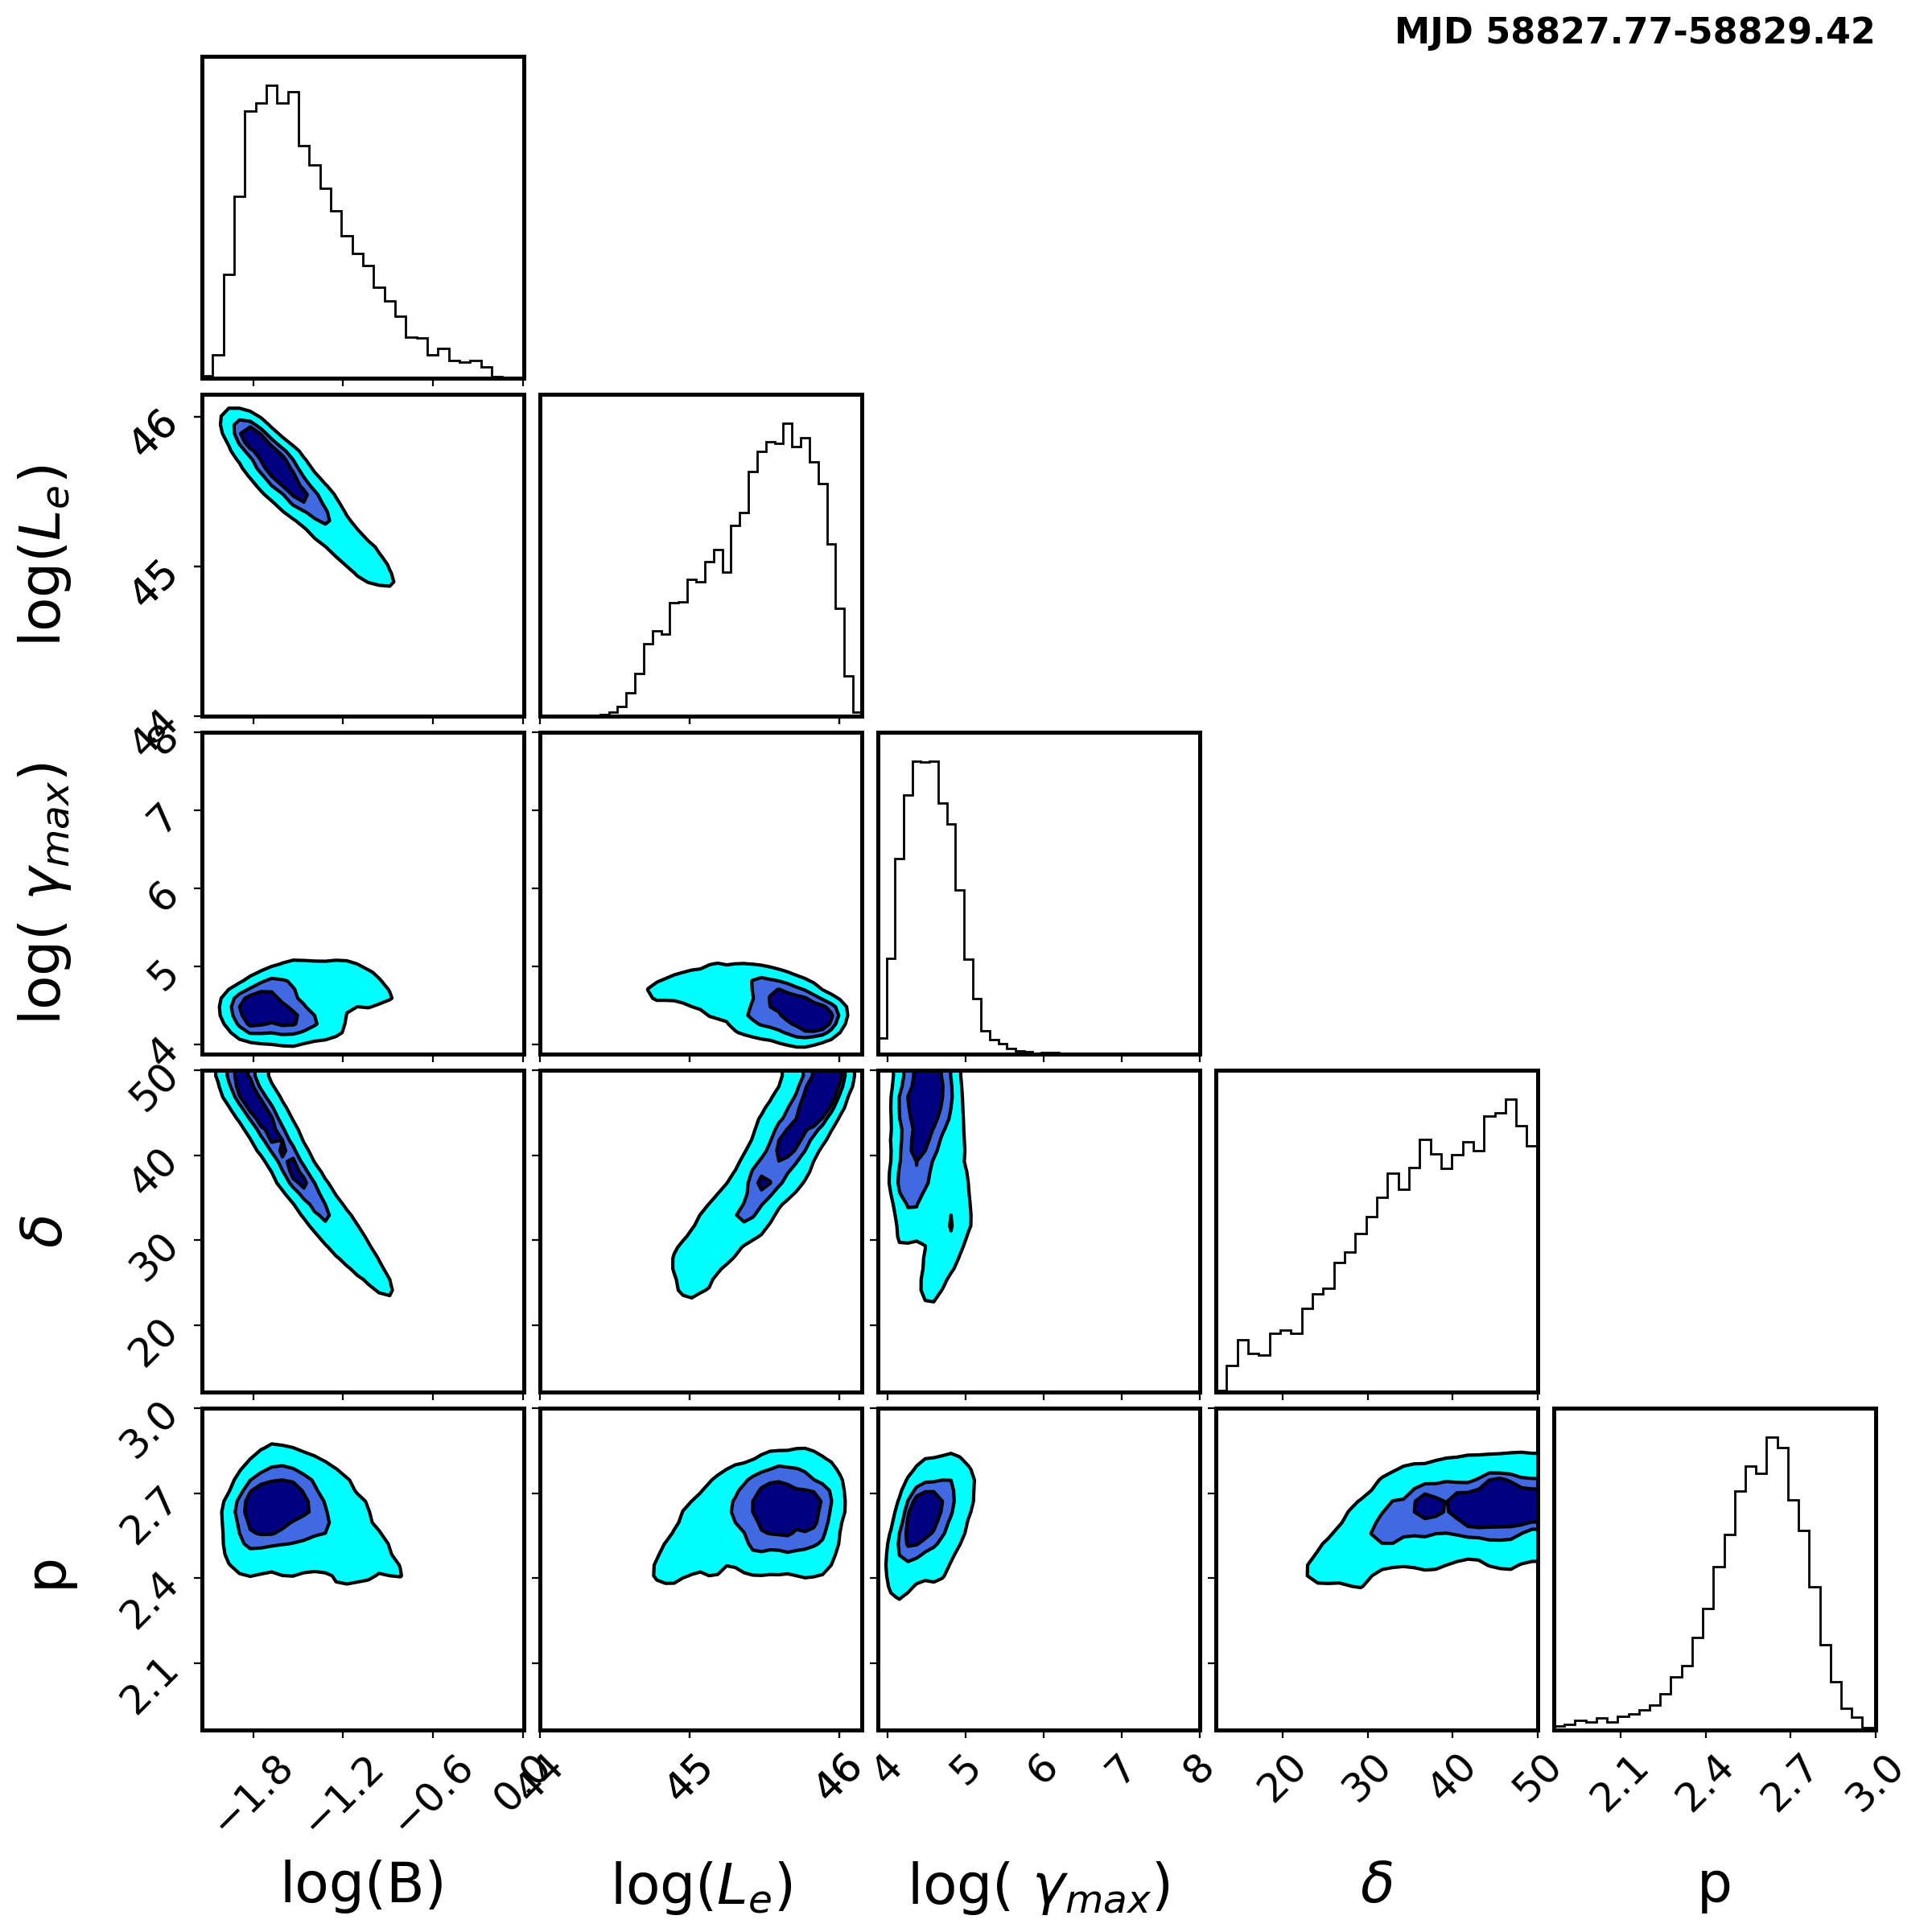 MJD 58827.77-58829.42
46
45
44
log(L_e)
8
7
6
5
4
log( γ_max)
50
40
30
20
δ
3.0
2.7
2.4
2.1
p
−1.8 −1.2 −0.6 0.0 44 45 46 4 5 6 7 8 20 30 40 50 2.1 2.4 2.7 3.0
log(B) log(L_e) log( γ_max) δ p